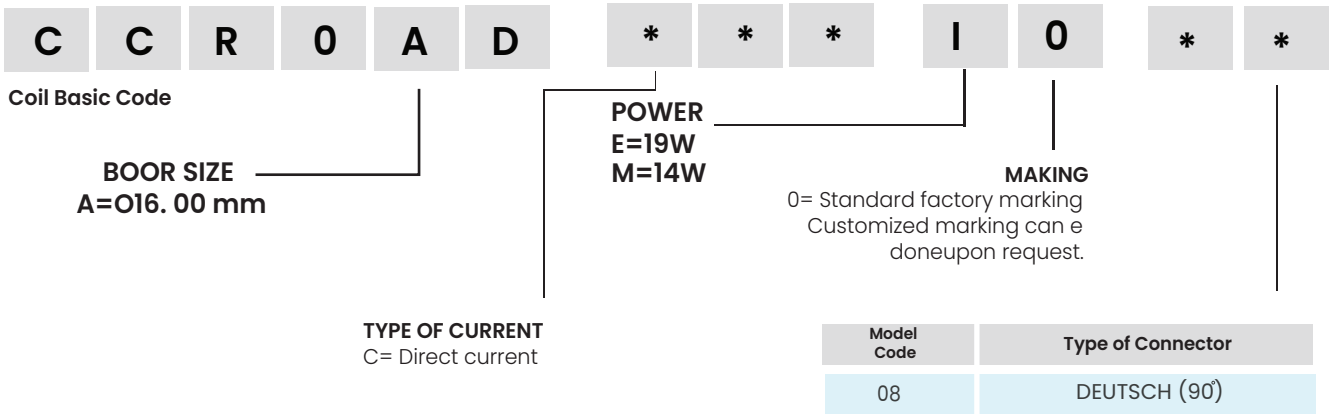 C C R 0 A D * * * I 0 * *
Coil Basic Code
BOOR SIZE
A=O16. 00 mm
POWER
E=19W
M=14W
MAKING
0= Standard factory marking
Customized marking can e
doneupon request.
TYPE OF CURRENT
C= Direct current
Model Code Type of Connector
08 DEUTSCH (90°)